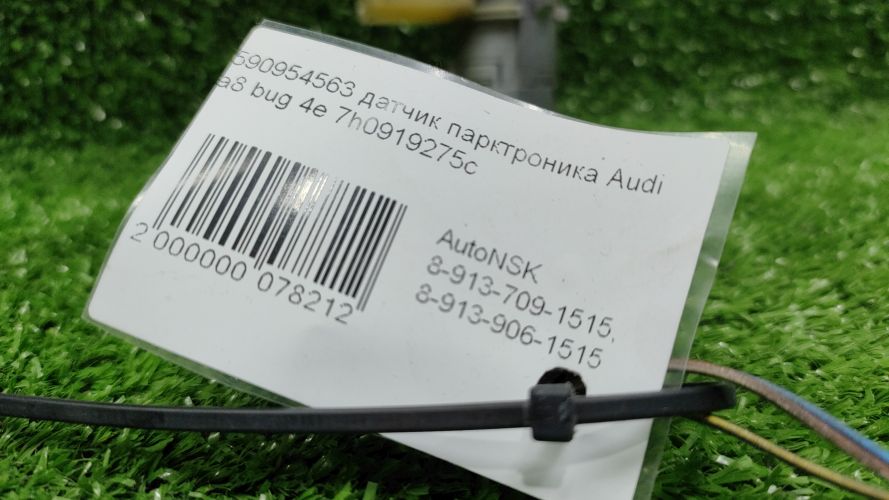 590954563 датчик парктроника Audi
a8 bug 4e 7h0919275c
2 000000 078212
AutoNSK
8-913-709-1515,
8-913-906-1515